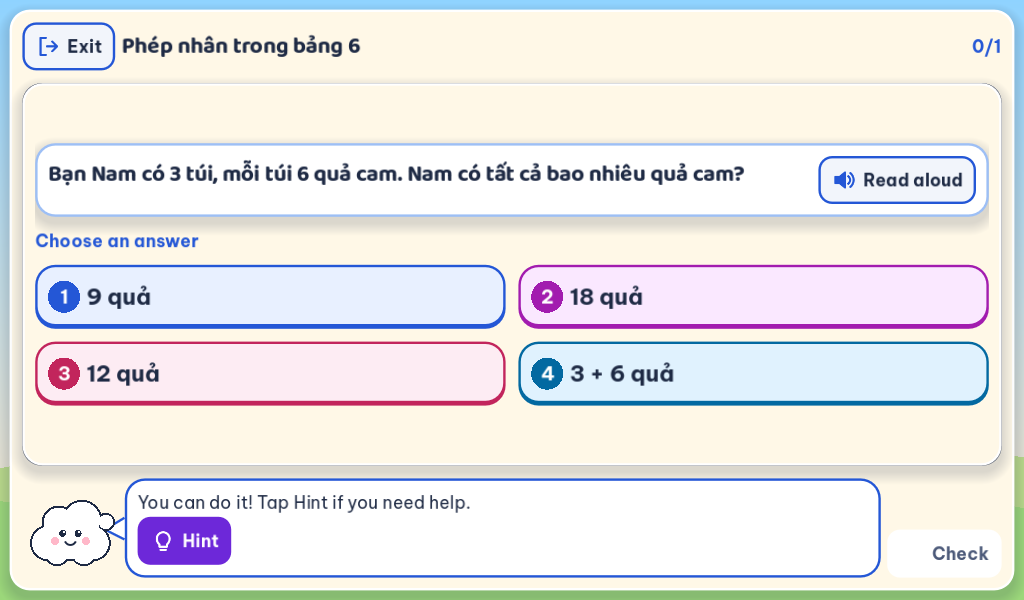 Exit
Phép nhân trong bảng 6
0/1
Bạn Nam có 3 túi, mỗi túi 6 quả cam. Nam có tất cả bao nhiêu quả cam?
Read aloud
Choose an answer
1 9 quả
2 18 quả
3 12 quả
4 3 + 6 quả
You can do it! Tap Hint if you need help.
Hint
Check